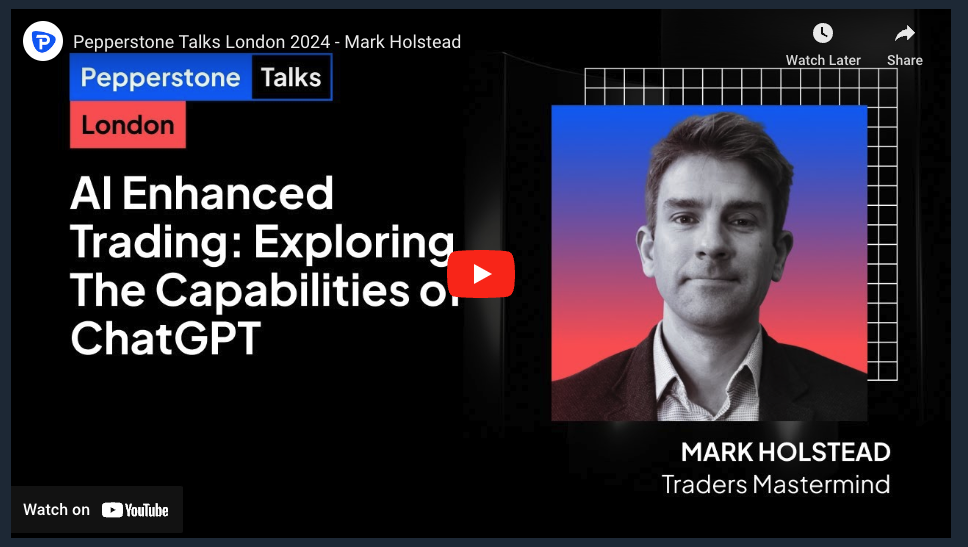 Pepperstone Talks London 2024 - Mark Holstead
Watch Later
Share
Pepperstone Talks
London
AI Enhanced
Trading: Exploring
The Capabilities of
ChatGPT
MARK HOLSTEAD
Traders Mastermind
Watch on YouTube